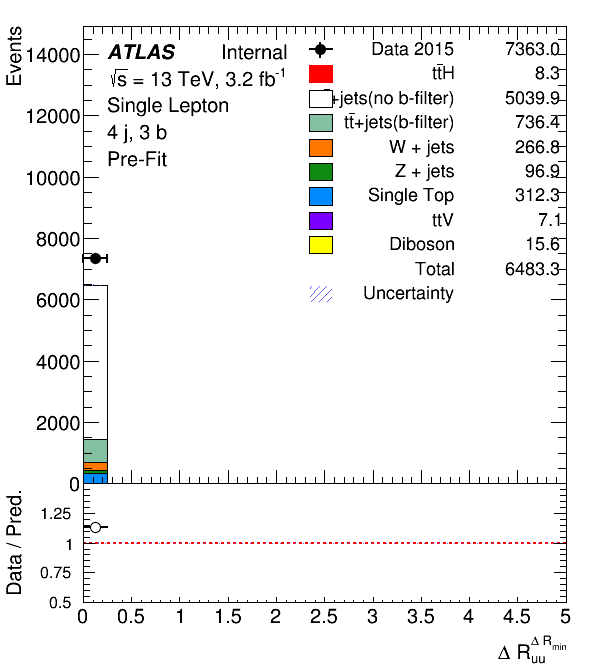 Events
14000
12000
10000
8000
6000
4000
2000
0
ATLAS Internal
√s = 13 TeV, 3.2 fb⁻¹
Single Lepton
4 j, 3 b
Pre-Fit
Data 2015 7363.0
tt̄H 8.3
+jets(no b-filter) 5039.9
tt̄+jets(b-filter) 736.4
W + jets 266.8
Z + jets 96.9
Single Top 312.3
ttV 7.1
Diboson 15.6
Total 6483.3
Uncertainty
Data / Pred.
1.25
1
0.75
0.5
0 0.5 1 1.5 2 2.5 3 3.5 4 4.5 5
Δ R_uu^Δ R_min